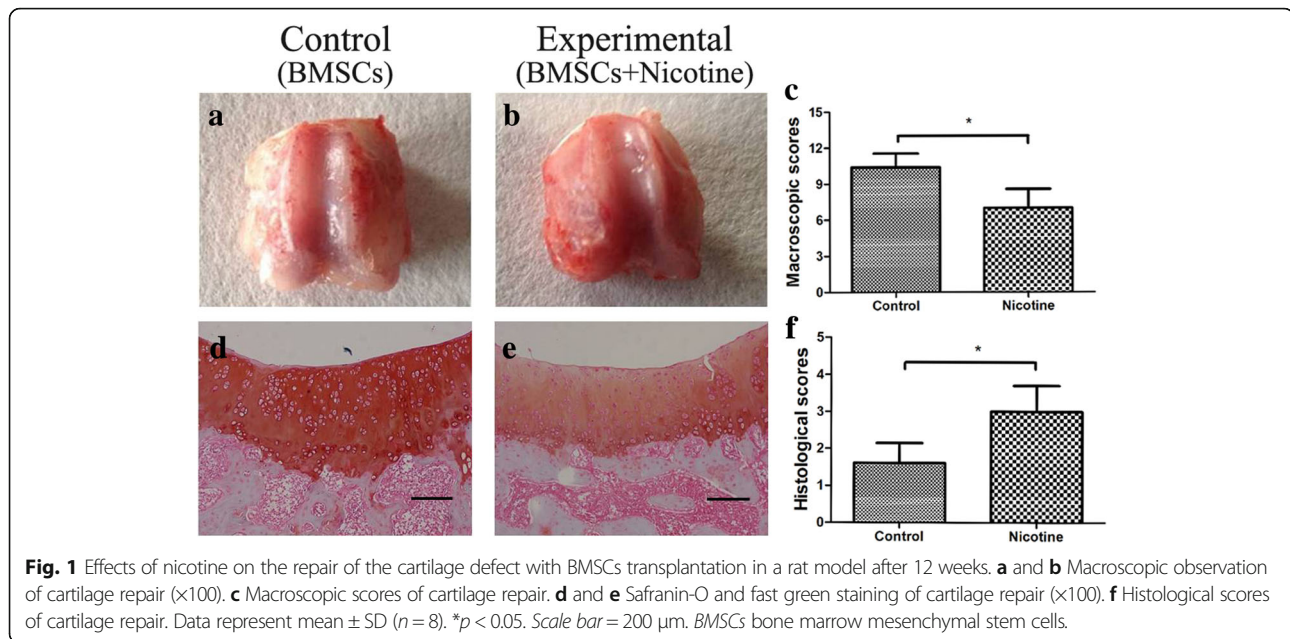 Control
(BMSCs)
Experimental
(BMSCs+Nicotine)
a
b
c
15
12
9
6
3
0
Macroscopic scores
*
Control
Nicotine
d
e
f
5
4
3
2
1
0
Histological scores
*
Control
Nicotine
Fig. 1 Effects of nicotine on the repair of the cartilage defect with BMSCs transplantation in a rat model after 12 weeks. a and b Macroscopic observation
of cartilage repair (×100). c Macroscopic scores of cartilage repair. d and e Safranin-O and fast green staining of cartilage repair (×100). f Histological scores
of cartilage repair. Data represent mean ± SD (n = 8). *p < 0.05. Scale bar = 200 μm. BMSCs bone marrow mesenchymal stem cells.